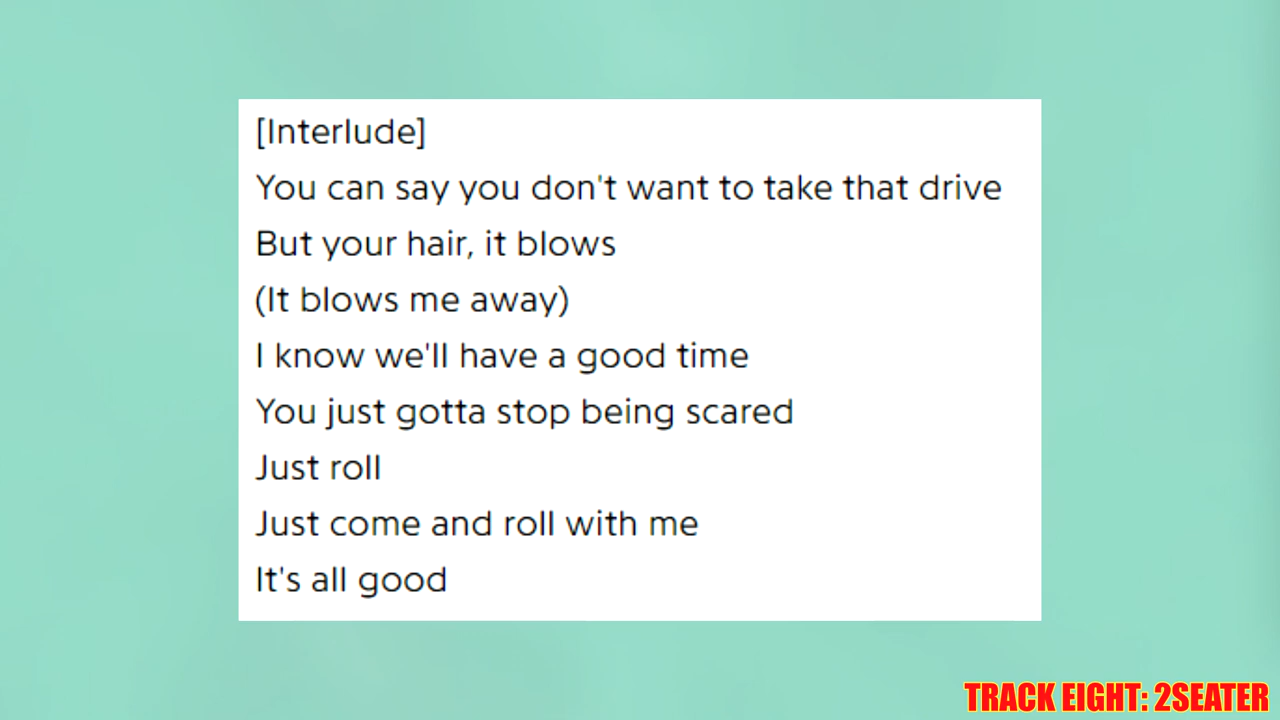 [Interlude]
You can say you don't want to take that drive
But your hair, it blows
(It blows me away)
I know we'll have a good time
You just gotta stop being scared
Just roll
Just come and roll with me
It's all good
TRACK EIGHT: 2SEATER